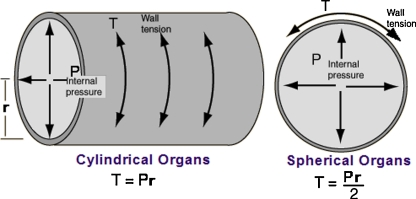 T
Wall
tension
P
Internal
pressure
r
Cylindrical Organs
T = Pr
T
Wall
tension
P
Internal
pressure
Spherical Organs
T = Pr
2